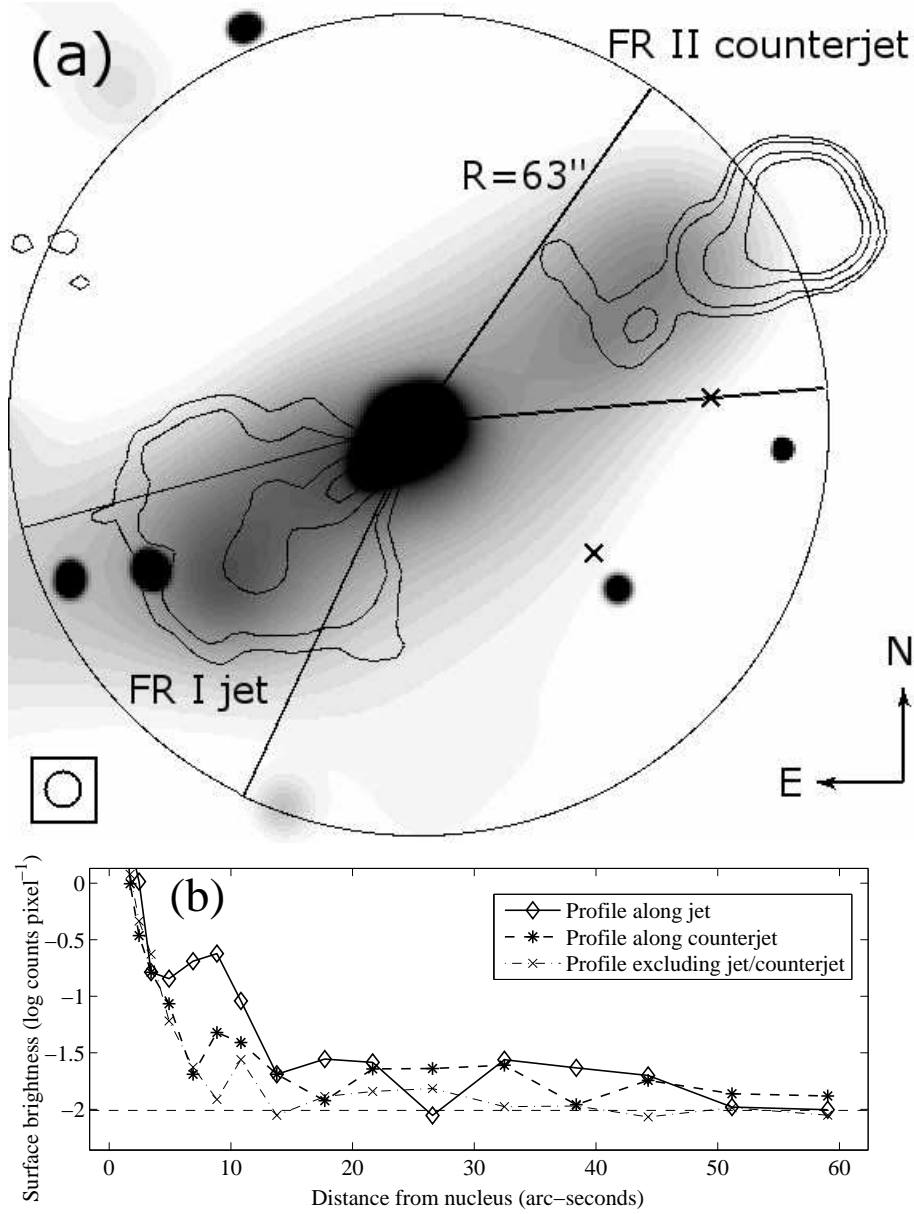 (a)
FR II counterjet
R=63"
FR I jet
N
E
(b)
Surface brightness (log counts pixel⁻¹)
0
−0.5
−1
−1.5
−2
Profile along jet
Profile along counterjet
Profile excluding jet/counterjet
0 10 20 30 40 50 60
Distance from nucleus (arc−seconds)